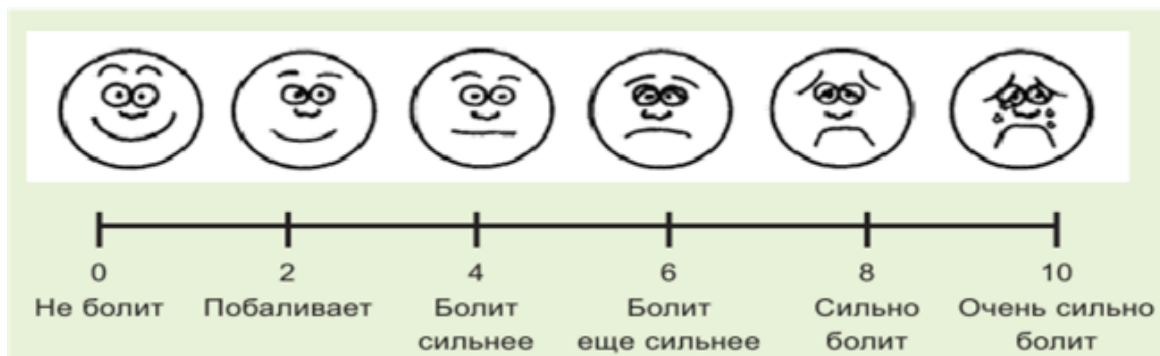 0 2 4 6 8 10
Не болит Побаливает Болит Болит Сильно Очень сильно
сильнее еще сильнее болит болит